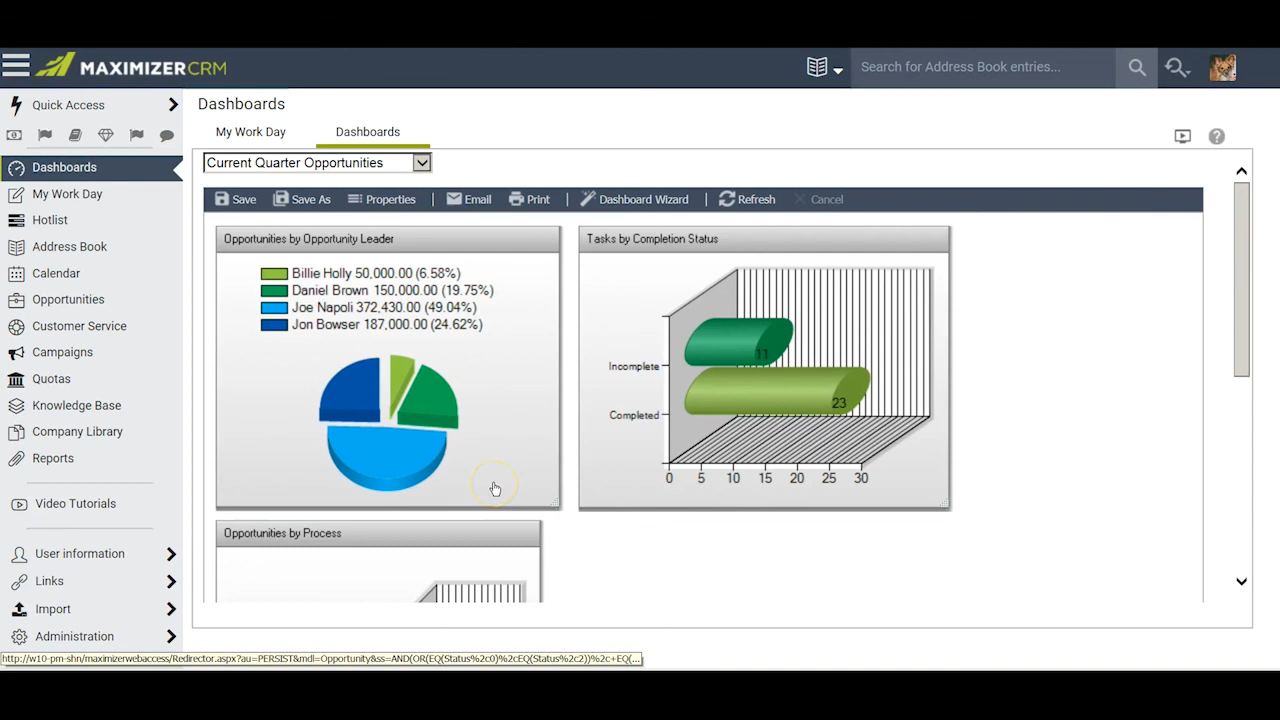 MAXIMIZERCRM
Search for Address Book entries...
Quick Access
Dashboards
My Work Day
Hotlist
Address Book
Calendar
Opportunities
Customer Service
Campaigns
Quotas
Knowledge Base
Company Library
Reports
Video Tutorials
User information
Links
Import
Administration
Dashboards
My Work Day
Dashboards
Current Quarter Opportunities
Save
Save As
Properties
Email
Print
Dashboard Wizard
Refresh
Cancel
Opportunities by Opportunity Leader
Billie Holly 50,000.00 (6.58%)
Daniel Brown 150,000.00 (19.75%)
Joe Napoli 372,430.00 (49.04%)
Jon Bowser 187,000.00 (24.62%)
Tasks by Completion Status
Incomplete
11
Completed
23
0 5 10 15 20 25 30
Opportunities by Process
http://w10-pm-shn/maximizerwebaccess/Redirector.aspx?au=PERSIST&mdl=Opportunity&ss=AND(OR(EQ(Status%2c0)%2cEQ(Status%2c2))%2c+EQ(...